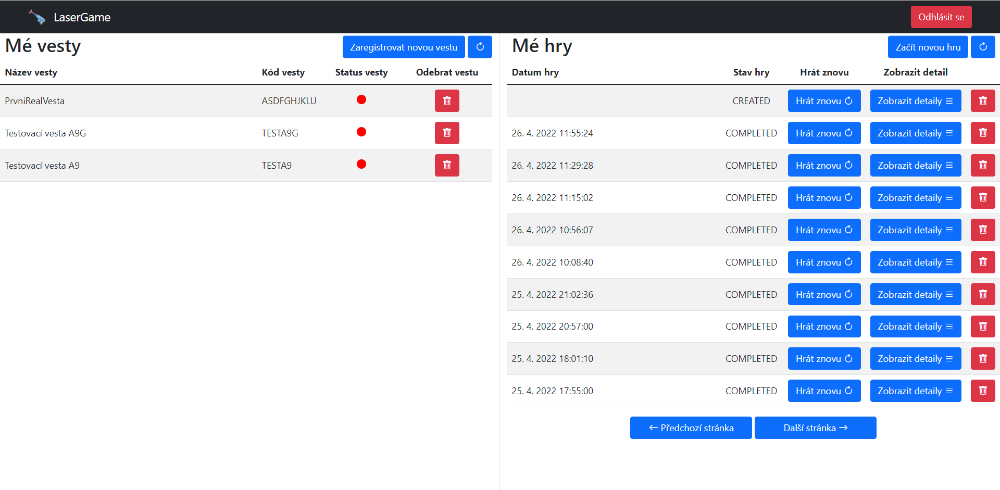 LaserGame
Odhlásit se
Mé vesty
Zaregistrovat novou vestu
Název vesty Kód vesty Status vesty Odebrat vestu
PrvniRealVesta ASDFGHJKLU
Testovací vesta A9G TESTA9G
Testovací vesta A9 TESTA9
Mé hry
Začít novou hru
Datum hry Stav hry Hrát znovu Zobrazit detail
CREATED Hrát znovu Zobrazit detaily
26. 4. 2022 11:55:24 COMPLETED Hrát znovu Zobrazit detaily
26. 4. 2022 11:29:28 COMPLETED Hrát znovu Zobrazit detaily
26. 4. 2022 11:15:02 COMPLETED Hrát znovu Zobrazit detaily
26. 4. 2022 10:56:07 COMPLETED Hrát znovu Zobrazit detaily
26. 4. 2022 10:08:40 COMPLETED Hrát znovu Zobrazit detaily
25. 4. 2022 21:02:36 COMPLETED Hrát znovu Zobrazit detaily
25. 4. 2022 20:57:00 COMPLETED Hrát znovu Zobrazit detaily
25. 4. 2022 18:01:10 COMPLETED Hrát znovu Zobrazit detaily
25. 4. 2022 17:55:00 COMPLETED Hrát znovu Zobrazit detaily
← Předchozí stránka Další stránka →